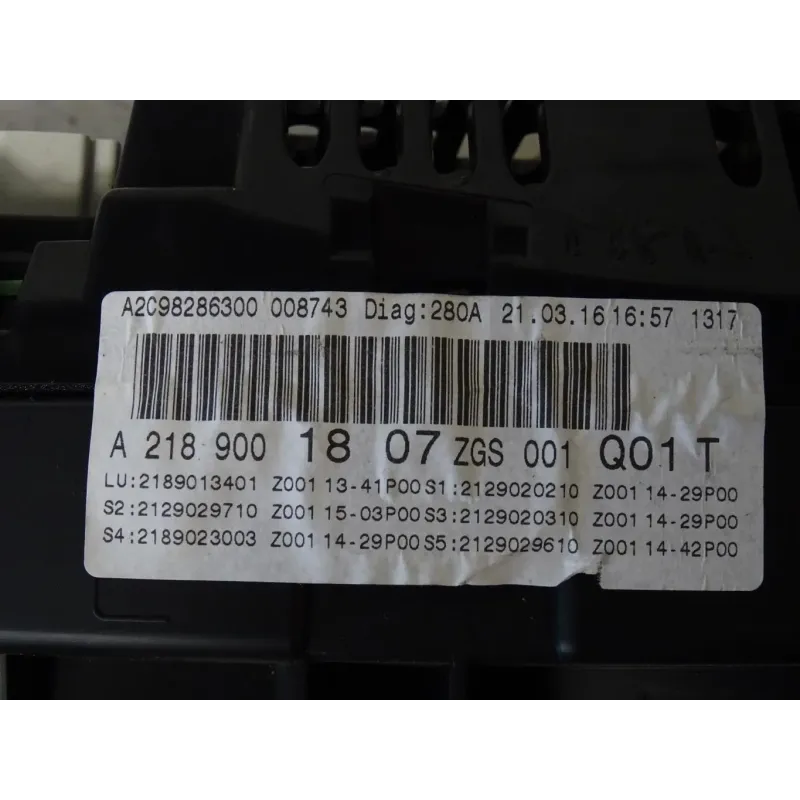 A2C98286300 008743 Diag:280A 21.03.16 16:57 1317
A 218 900 18 07 ZGS 001 Q01 T
LU:2189013401 Z001 13-41P00 S1:2129020210 Z001 14-29P00
S2:2129029710 Z001 15-03P00 S3:2129020310 Z001 14-29P00
S4:2189023003 Z001 14-29P00 S5:2129029610 Z001 14-42P00